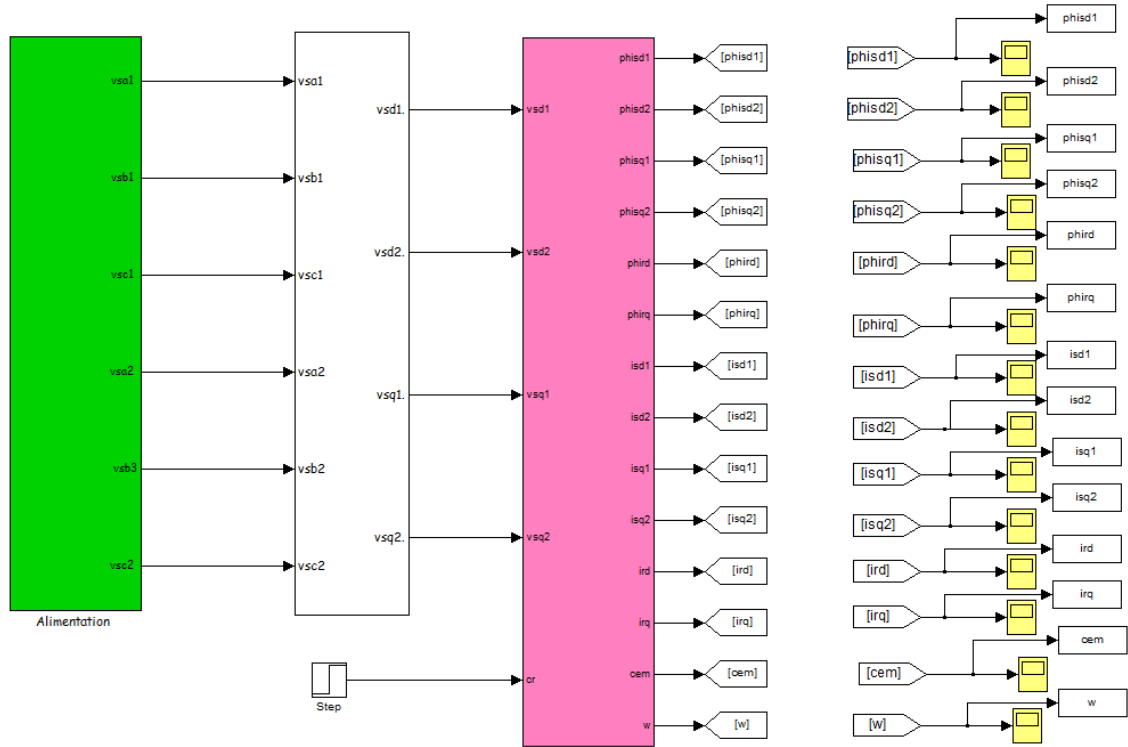 vsa1
vsb1
vsc1
vsa2
vsb3
vsc2
Alimentation
vsa1
vsb1
vsc1
vsa2
vsb2
vsc2
vsd1.
vsd2.
vsq1.
vsq2.
Step
vsd1
vsd2
vsq1
vsq2
cr
phisd1
phisd2
phisq1
phisq2
phird
phirq
isd1
isd2
isq1
isq2
ird
irq
cem
w
[phisd1]
[phisd2]
[phisq1]
[phisq2]
[phird]
[phirq]
[isd1]
[isd2]
[isq1]
[isq2]
[ird]
[irq]
[cem]
[w]
[phisd1]
[phisd2]
[phisq1]
[phisq2]
[phird]
[phirq]
[isd1]
[isd2]
[isq1]
[isq2]
[ird]
[irq]
[cem]
[w]
phisd1
phisd2
phisq1
phisq2
phird
phirq
isd1
isd2
isq1
isq2
ird
irq
cem
w